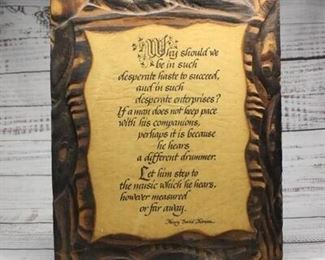 Why should we
be in such
desperate haste to succeed,
and in such
desperate enterprises?
If a man does not keep pace
with his companions,
perhaps it is because
he hears
a different drummer.
Let him step to
the music which he hears,
however measured
or far away.
Henry David Thoreau